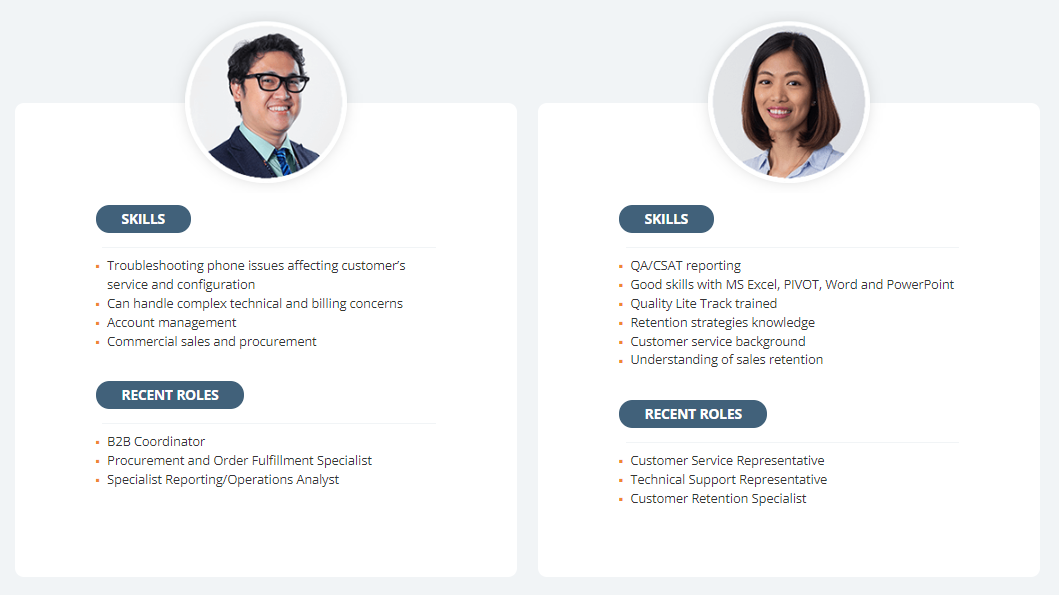 SKILLS
Troubleshooting phone issues affecting customer’s
service and configuration
Can handle complex technical and billing concerns
Account management
Commercial sales and procurement
RECENT ROLES
B2B Coordinator
Procurement and Order Fulfillment Specialist
Specialist Reporting/Operations Analyst
SKILLS
QA/CSAT reporting
Good skills with MS Excel, PIVOT, Word and PowerPoint
Quality Lite Track trained
Retention strategies knowledge
Customer service background
Understanding of sales retention
RECENT ROLES
Customer Service Representative
Technical Support Representative
Customer Retention Specialist